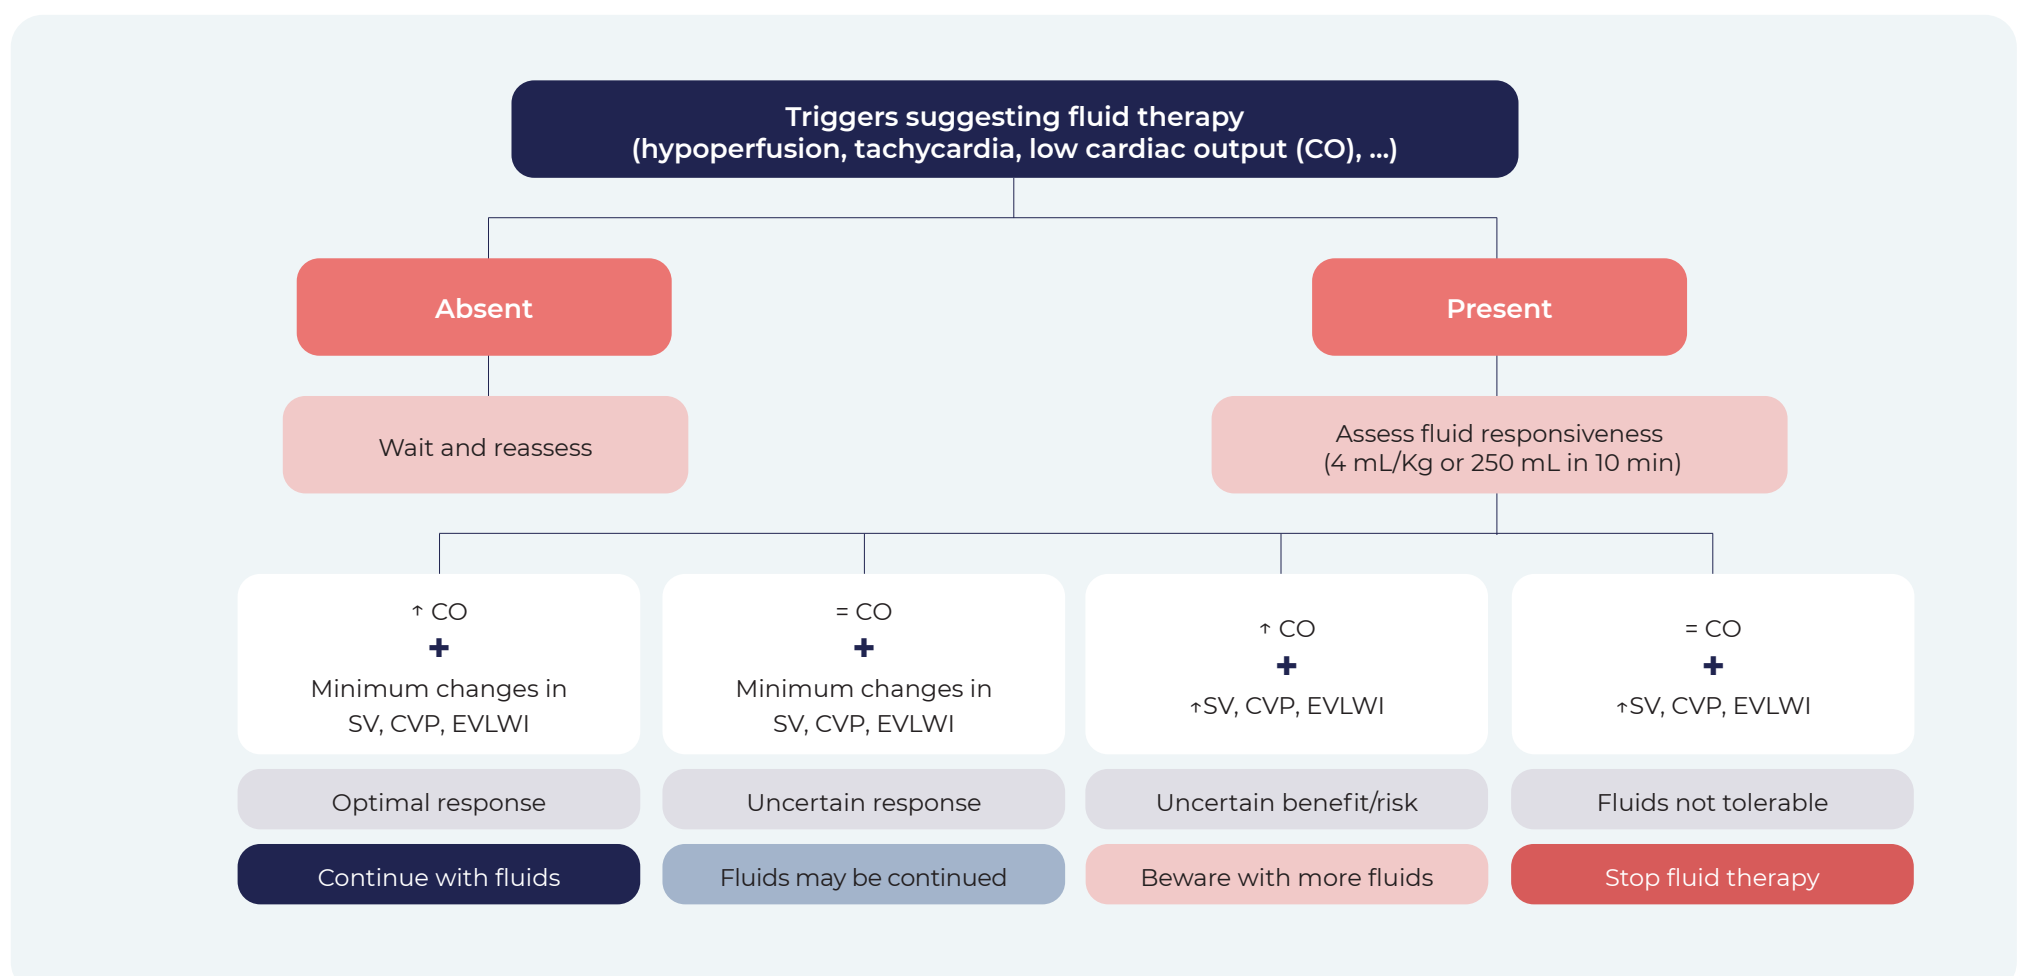 Triggers suggesting fluid therapy
(hypoperfusion, tachycardia, low cardiac output (CO), ...)
Absent
Present
Wait and reassess
Assess fluid responsiveness
(4 mL/Kg or 250 mL in 10 min)
↑ CO
+
Minimum changes in
SV, CVP, EVLWI
= CO
+
Minimum changes in
SV, CVP, EVLWI
↑ CO
+
↑SV, CVP, EVLWI
= CO
+
↑SV, CVP, EVLWI
Optimal response
Uncertain response
Uncertain benefit/risk
Fluids not tolerable
Continue with fluids
Fluids may be continued
Beware with more fluids
Stop fluid therapy